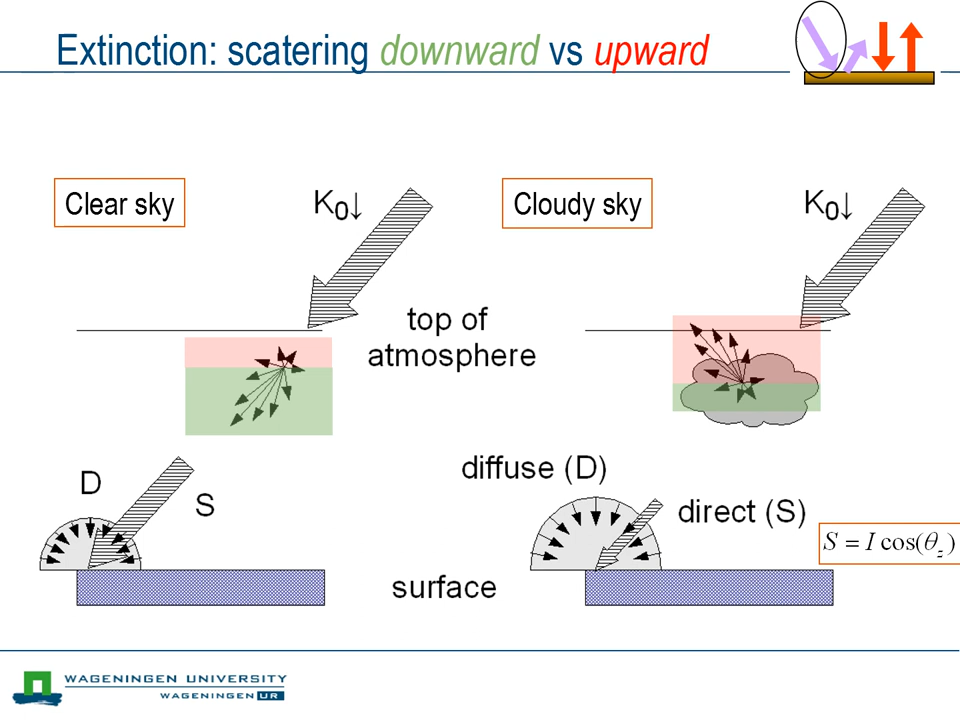 Extinction: scatering downward vs upward
Clear sky
K₀↓
Cloudy sky
K₀↓
top of
atmosphere
D
S
diffuse (D)
direct (S)
S = I cos(θ_z)
surface
WAGENINGEN UNIVERSITY
WAGENINGEN UR